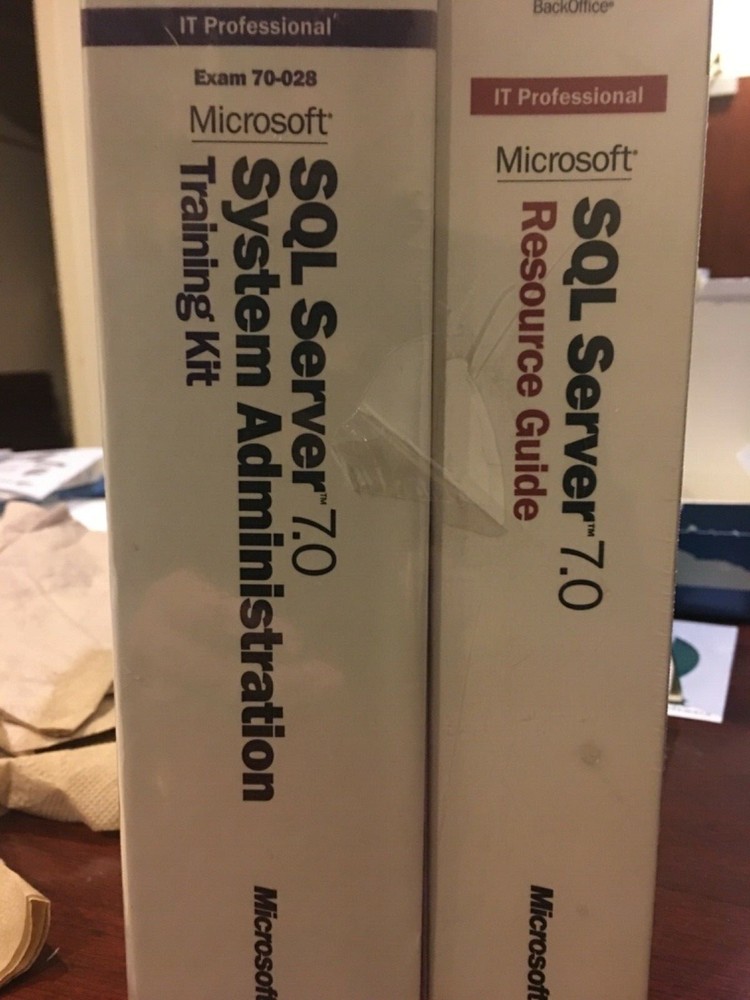 IT Professional
Exam 70-028
Microsoft®
SQL Server™ 7.0
System Administration
Training Kit
Microsoft
BackOffice®
IT Professional
Microsoft®
SQL Server™ 7.0
Resource Guide
Microsoft